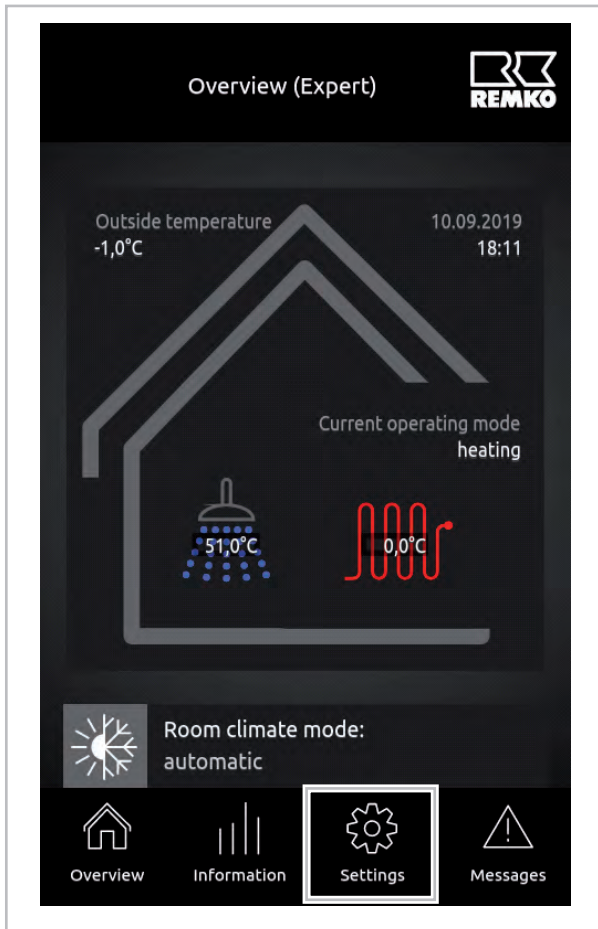 Overview (Expert)
REMKO
Outside temperature
-1,0°C
10.09.2019
18:11
Current operating mode
heating
51,0°C
0,0°C
Room climate mode:
automatic
Overview
Information
Settings
Messages